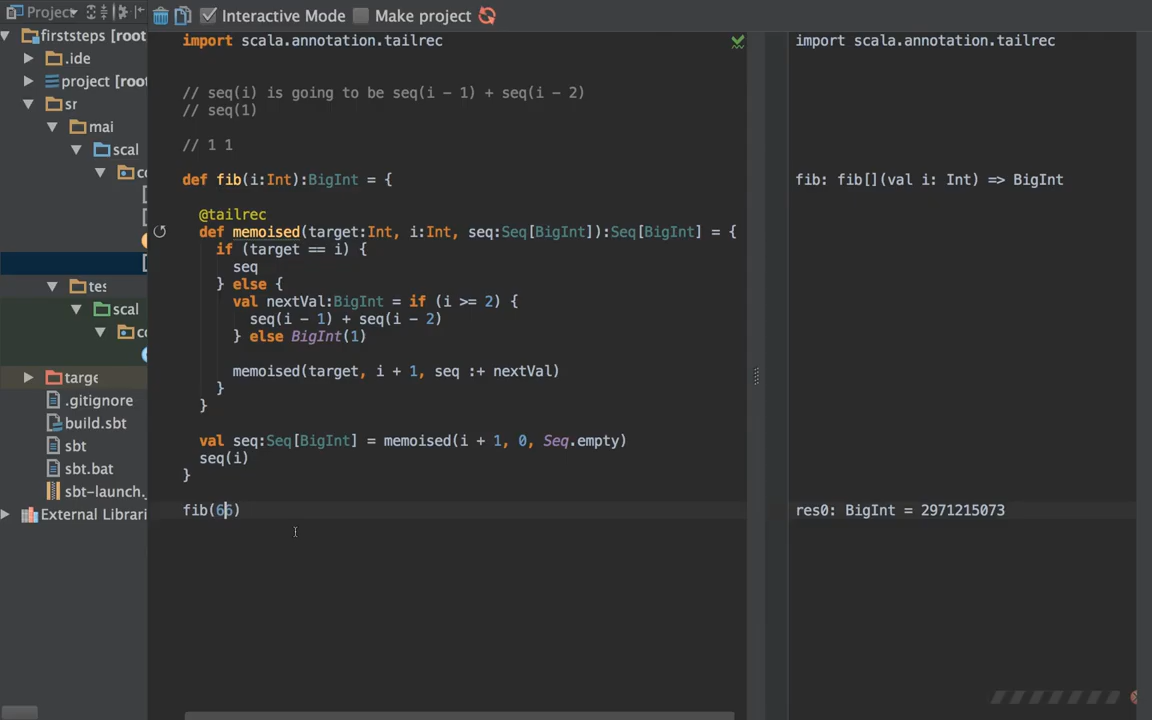 Project
Interactive Mode
Make project
firststeps [root
.ide
project [root
sr
mai
scal
co
tes
scal
co
targe
.gitignore
build.sbt
sbt
sbt.bat
sbt-launch.
External Librari
import scala.annotation.tailrec
// seq(i) is going to be seq(i - 1) + seq(i - 2)
// seq(1)
// 1 1
def fib(i:Int):BigInt = {
@tailrec
def memoised(target:Int, i:Int, seq:Seq[BigInt]):Seq[BigInt] = {
if (target == i) {
seq
} else {
val nextVal:BigInt = if (i >= 2) {
seq(i - 1) + seq(i - 2)
} else BigInt(1)
memoised(target, i + 1, seq :+ nextVal)
}
}
val seq:Seq[BigInt] = memoised(i + 1, 0, Seq.empty)
seq(i)
}
fib(66)
import scala.annotation.tailrec
fib: fib[](val i: Int) => BigInt
res0: BigInt = 2971215073